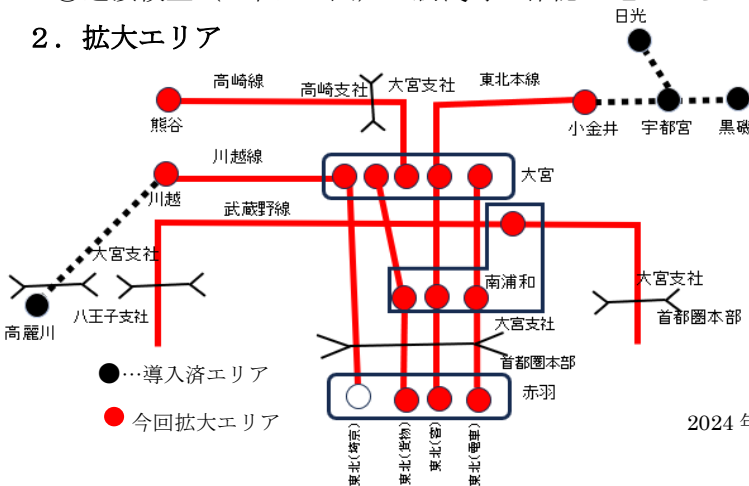 ２．拡大エリア
日光
高崎線
高崎支社
大宮支社
東北本線
熊谷
小金井
宇都宮
黒磯
川越線
大宮
川越
武蔵野線
大宮支社
南浦和
大宮支社
高麗川
八王子支社
大宮支社
首都圏本部
首都圏本部
●…導入済エリア
赤羽
● 今回拡大エリア
2024 年
東北(埼京)
東北(貨物)
東北(客)
東北(電車)